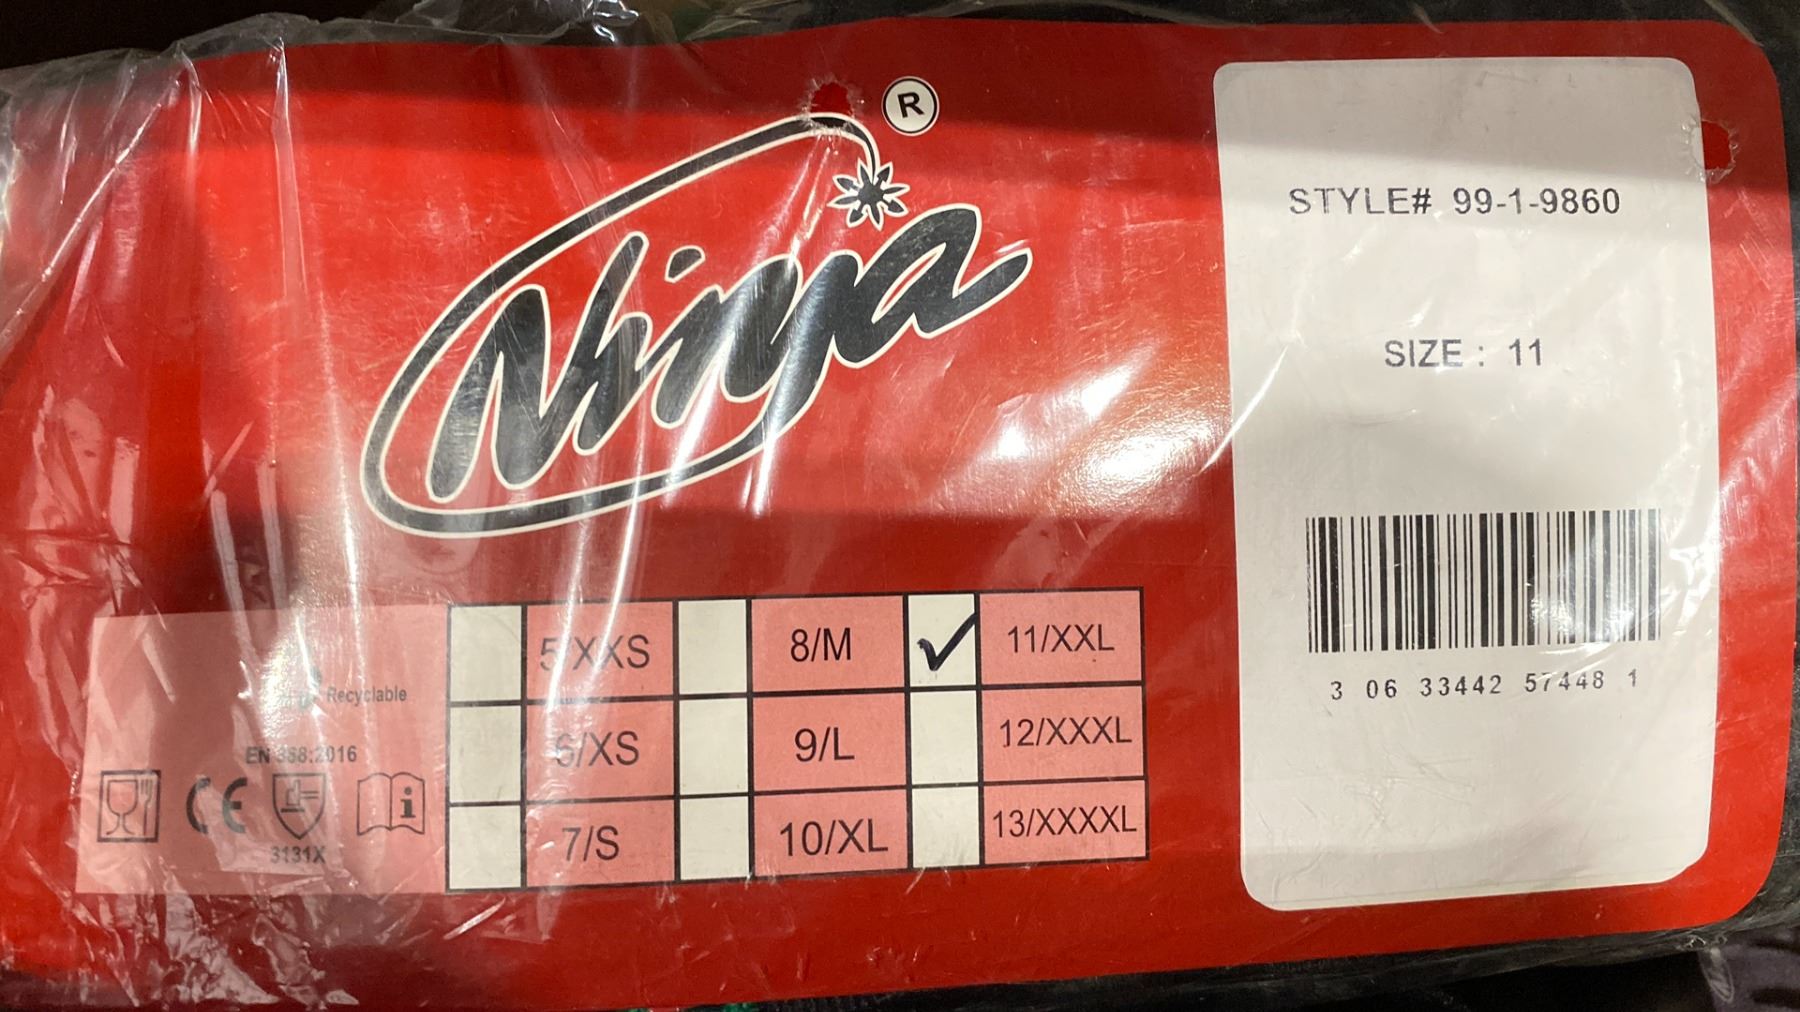 Ninja ®
STYLE# 99-1-9860
SIZE : 11
3 06 33442 57448 1
5/XXS 8/M 11/XXL
6/XS 9/L 12/XXXL
7/S 10/XL 13/XXXXL
Recyclable
EN 388:2016
CE i
3131X